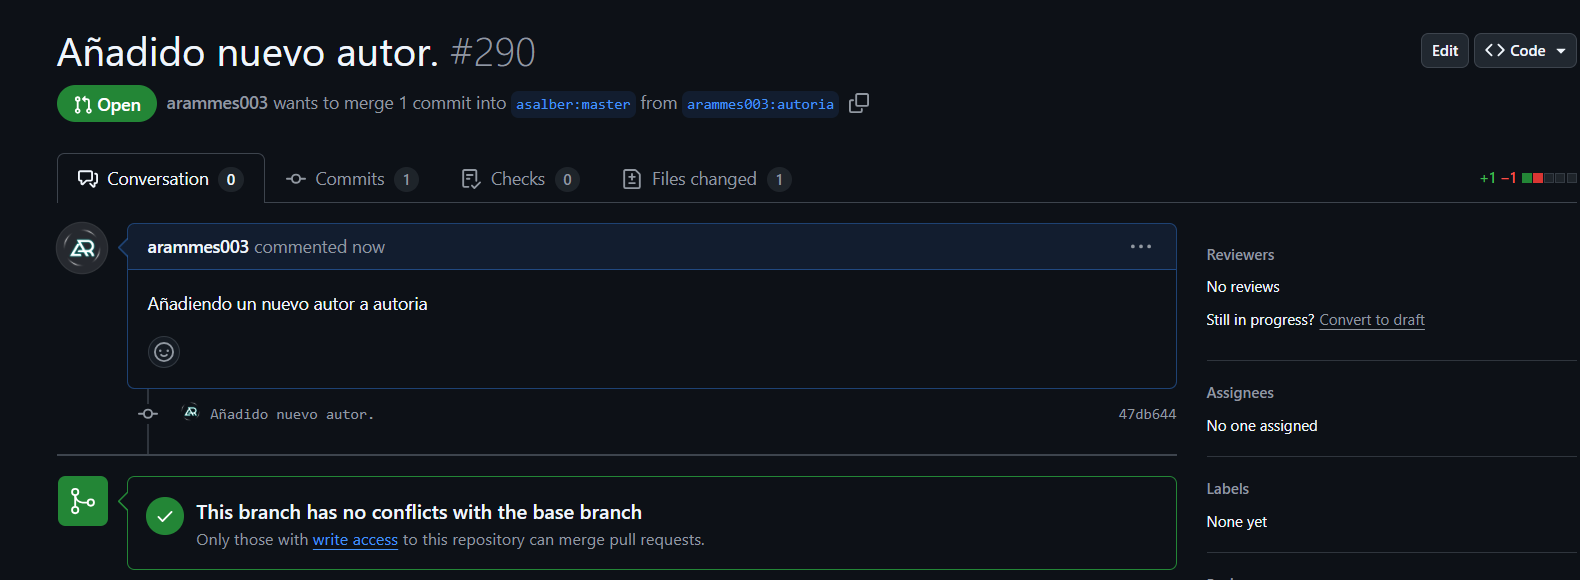 Añadido nuevo autor. #290
Edit
Code
Open
arammes003 wants to merge 1 commit into asalber:master from arammes003:autoria
Conversation 0
Commits 1
Checks 0
Files changed 1
+1 −1
arammes003 commented now
Añadiendo un nuevo autor a autoria
Añadido nuevo autor.
47db644
This branch has no conflicts with the base branch
Only those with write access to this repository can merge pull requests.
Reviewers
No reviews
Still in progress? Convert to draft
Assignees
No one assigned
Labels
None yet